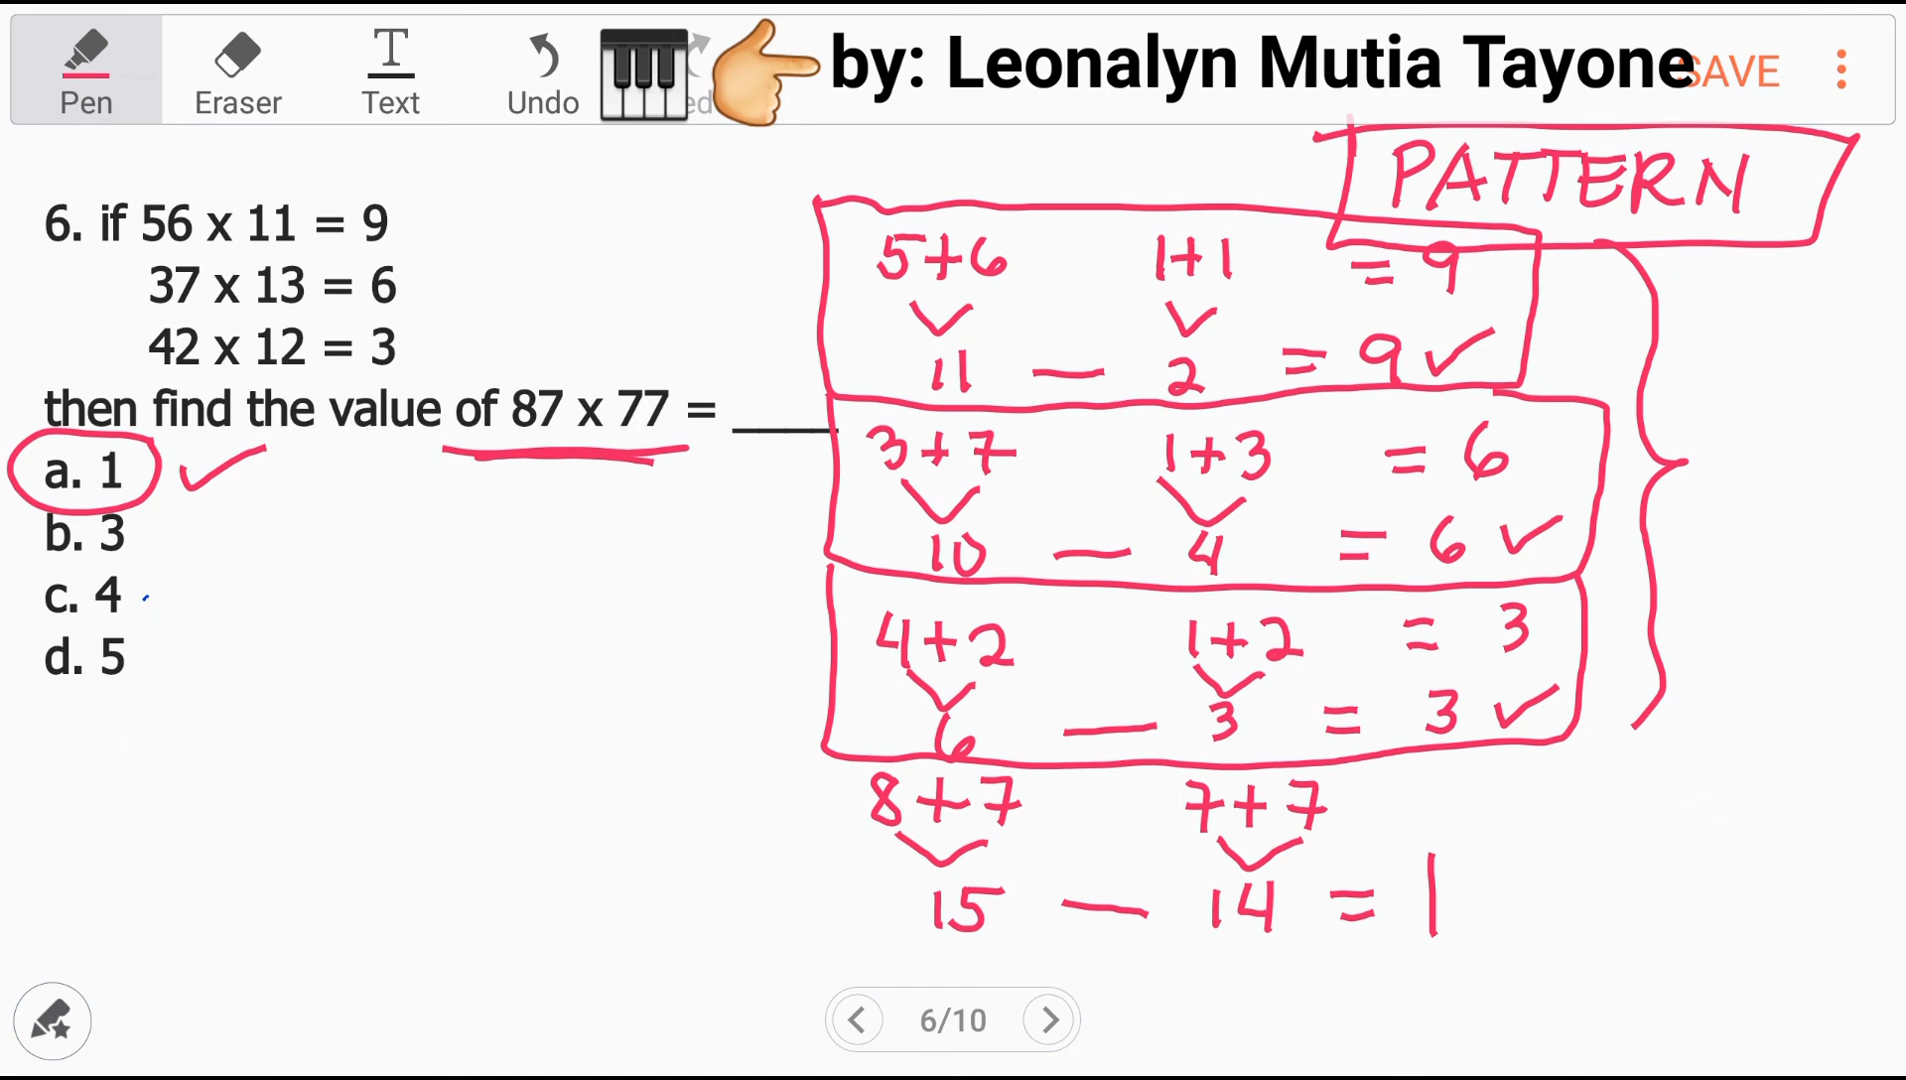 Pen Eraser Text Undo ed by: Leonalyn Mutia Tayone SAVE
PATTERN
6. if 56 x 11 = 9
37 x 13 = 6
42 x 12 = 3
then find the value of 87 x 77 = ____
a. 1 ✓
b. 3
c. 4
d. 5
5+6 1+1 = 9
11 — 2 = 9 ✓
3+7 1+3 = 6
10 — 4 = 6 ✓
4+2 1+2 = 3
6 — 3 = 3 ✓
8+7 7+7
15 — 14 = 1
6/10